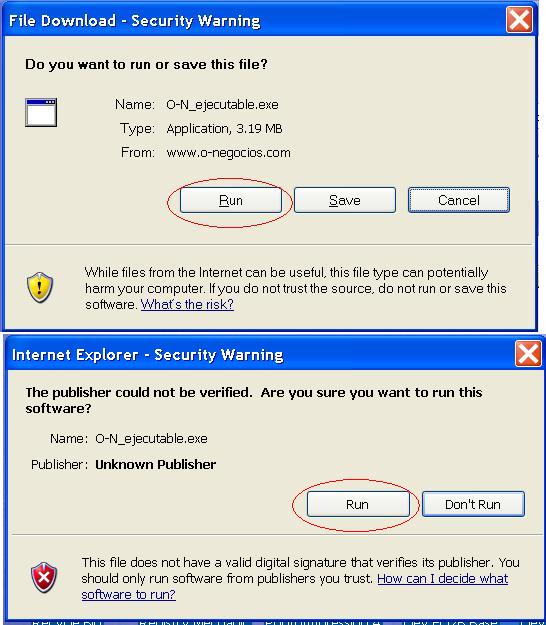 File Download - Security Warning
Do you want to run or save this file?
Name: O-N_ejecutable.exe
Type: Application, 3.19 MB
From: www.o-negocios.com
Run Save Cancel
While files from the Internet can be useful, this file type can potentially
harm your computer. If you do not trust the source, do not run or save this
software. What's the risk?
Internet Explorer - Security Warning
The publisher could not be verified.  Are you sure you want to run this
software?
Name: O-N_ejecutable.exe
Publisher: Unknown Publisher
Run Don't Run
This file does not have a valid digital signature that verifies its publisher. You
should only run software from publishers you trust. How can I decide what
software to run?
Recycle Bin